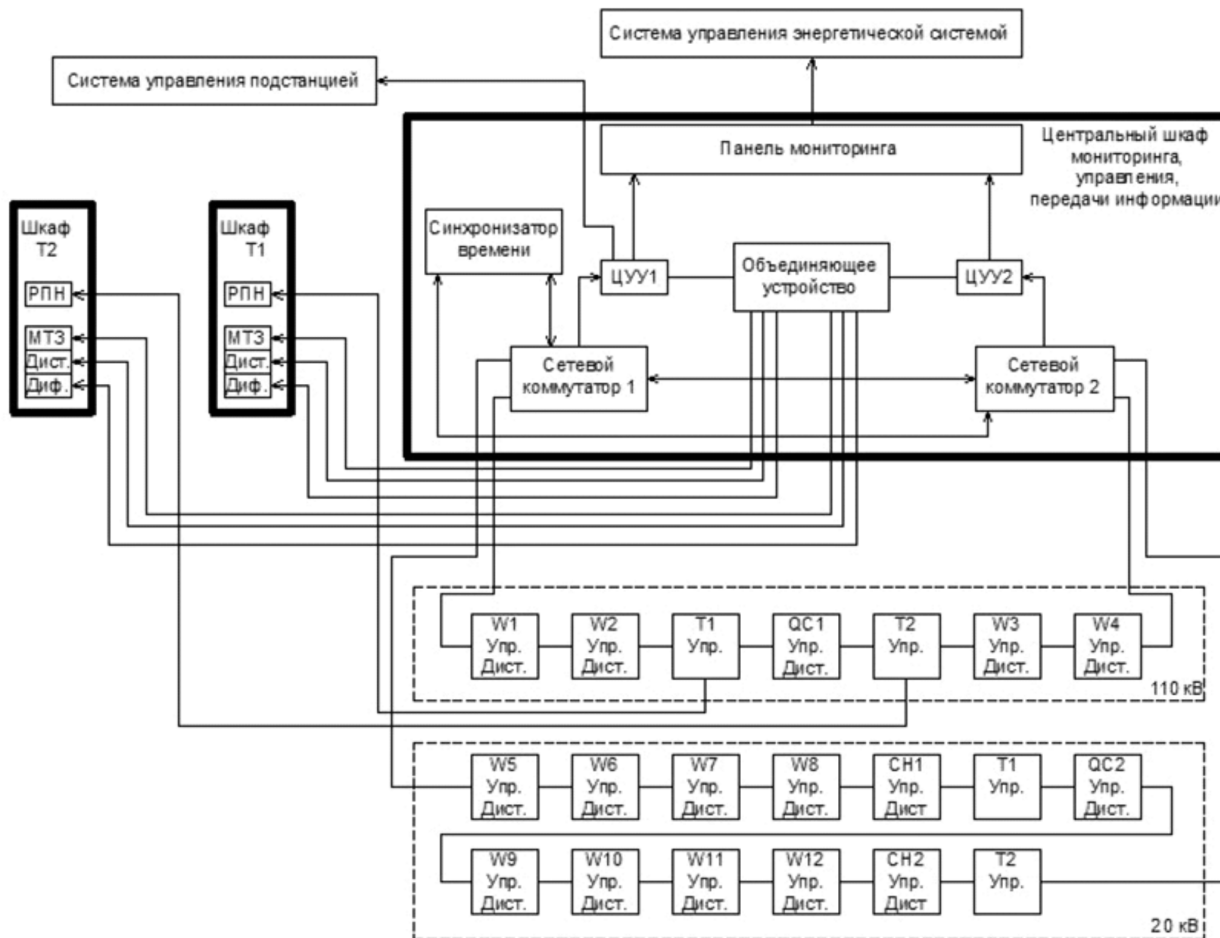 Система управления энергетической системой
Система управления подстанцией
Панель мониторинга
Центральный шкаф
мониторинга,
управления,
передачи информации
Шкаф
Т2
РПН
МТЗ
Дист.
Диф.
Шкаф
Т1
РПН
МТЗ
Дист.
Диф.
Синхронизатор
времени
ЦУУ1
Объединяющее
устройство
ЦУУ2
Сетевой
коммутатор 1
Сетевой
коммутатор 2
W1
Упр.
Дист.
W2
Упр.
Дист.
Т1
Упр.
QC1
Упр.
Дист.
Т2
Упр.
W3
Упр.
Дист.
W4
Упр.
Дист.
110 кВ
W5
Упр.
Дист.
W6
Упр.
Дист.
W7
Упр.
Дист.
W8
Упр.
Дист.
СН1
Упр.
Дист
Т1
Упр.
QC2
Упр.
Дист.
W9
Упр.
Дист.
W10
Упр.
Дист.
W11
Упр.
Дист.
W12
Упр.
Дист.
СН2
Упр.
Дист
Т2
Упр.
20 кВ